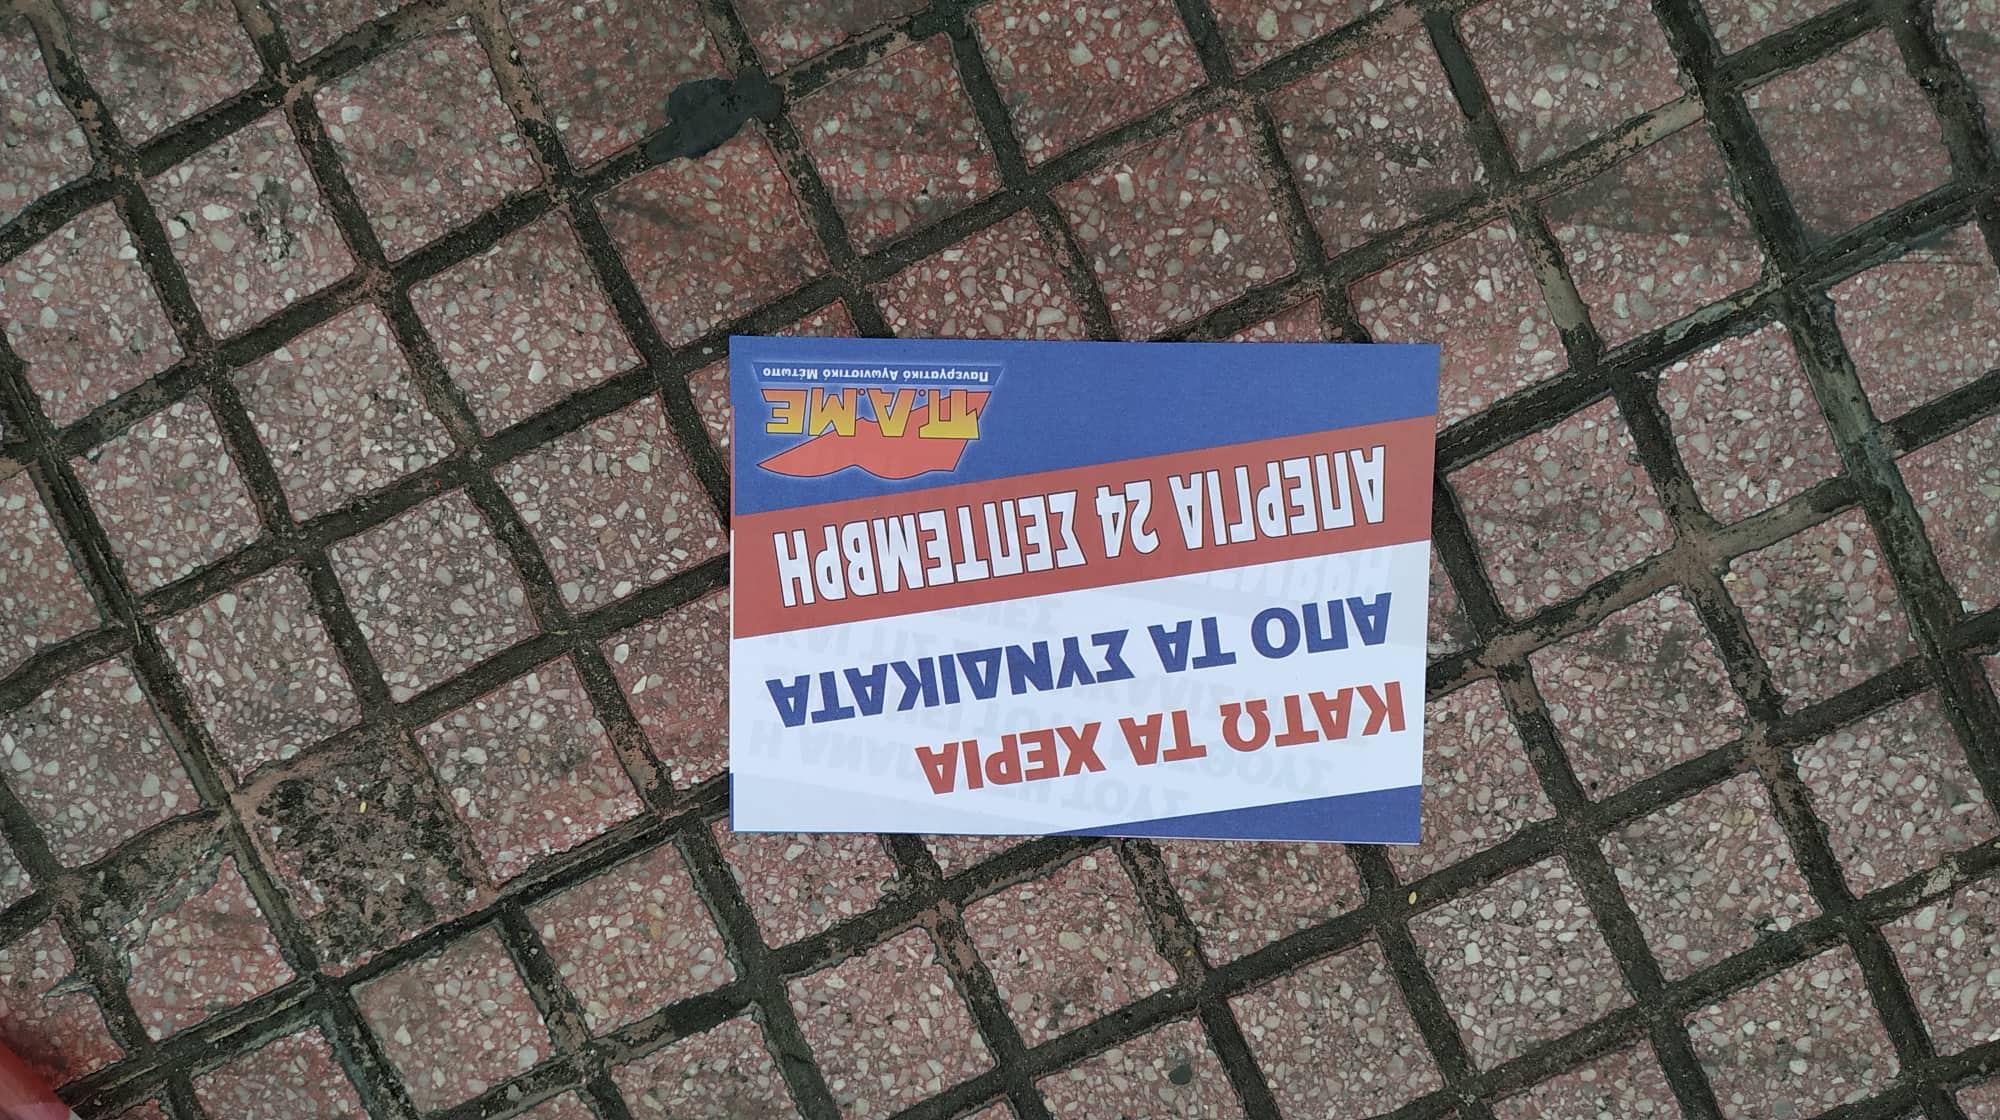 ΚΑΤΩ ΤΑ ΧΕΡΙΑ
ΑΠΟ ΤΑ ΣΥΝΔΙΚΑΤΑ
ΑΠΕΡΓΙΑ 24 ΣΕΠΤΕΜΒΡΗ
Π.Α.ΜΕ
Πανεργατικό Αγωνιστικό Μέτωπο